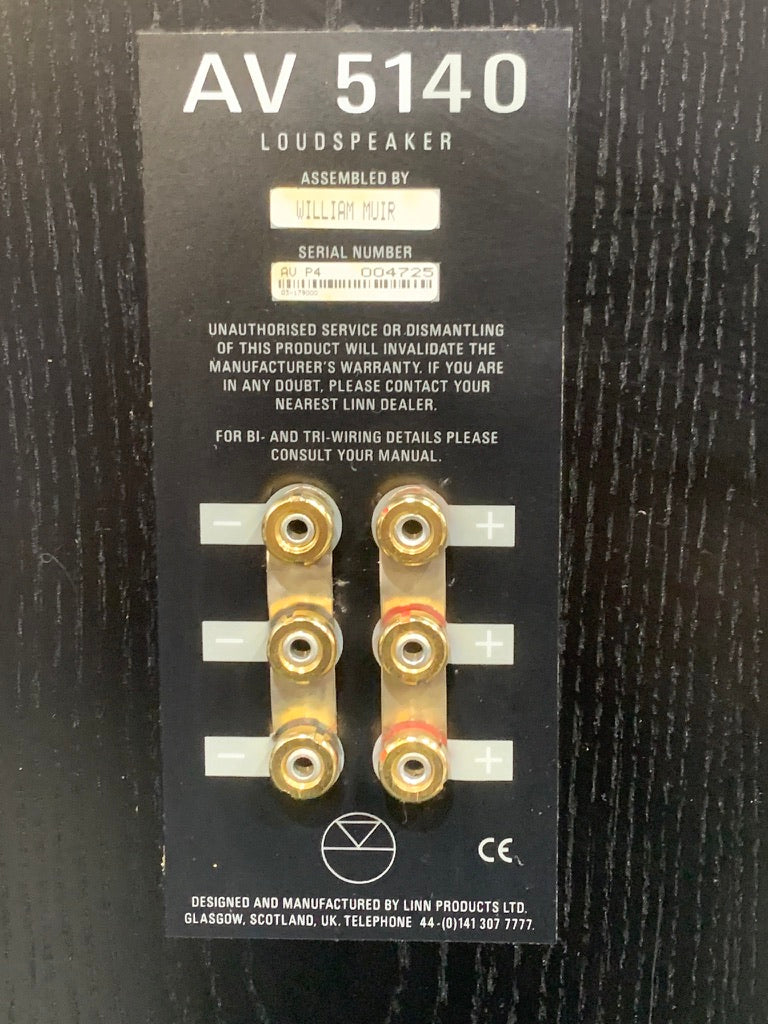 AV 5140
LOUDSPEAKER
ASSEMBLED BY
WILLIAM MUIR
SERIAL NUMBER
AV P4 004725
03-179000
UNAUTHORISED SERVICE OR DISMANTLING
OF THIS PRODUCT WILL INVALIDATE THE
MANUFACTURER'S WARRANTY. IF YOU ARE
IN ANY DOUBT, PLEASE CONTACT YOUR
NEAREST LINN DEALER.
FOR BI- AND TRI-WIRING DETAILS PLEASE
CONSULT YOUR MANUAL.
− +
− +
− +
CE
DESIGNED AND MANUFACTURED BY LINN PRODUCTS LTD.
GLASGOW, SCOTLAND, UK. TELEPHONE 44-(0)141 307 7777.